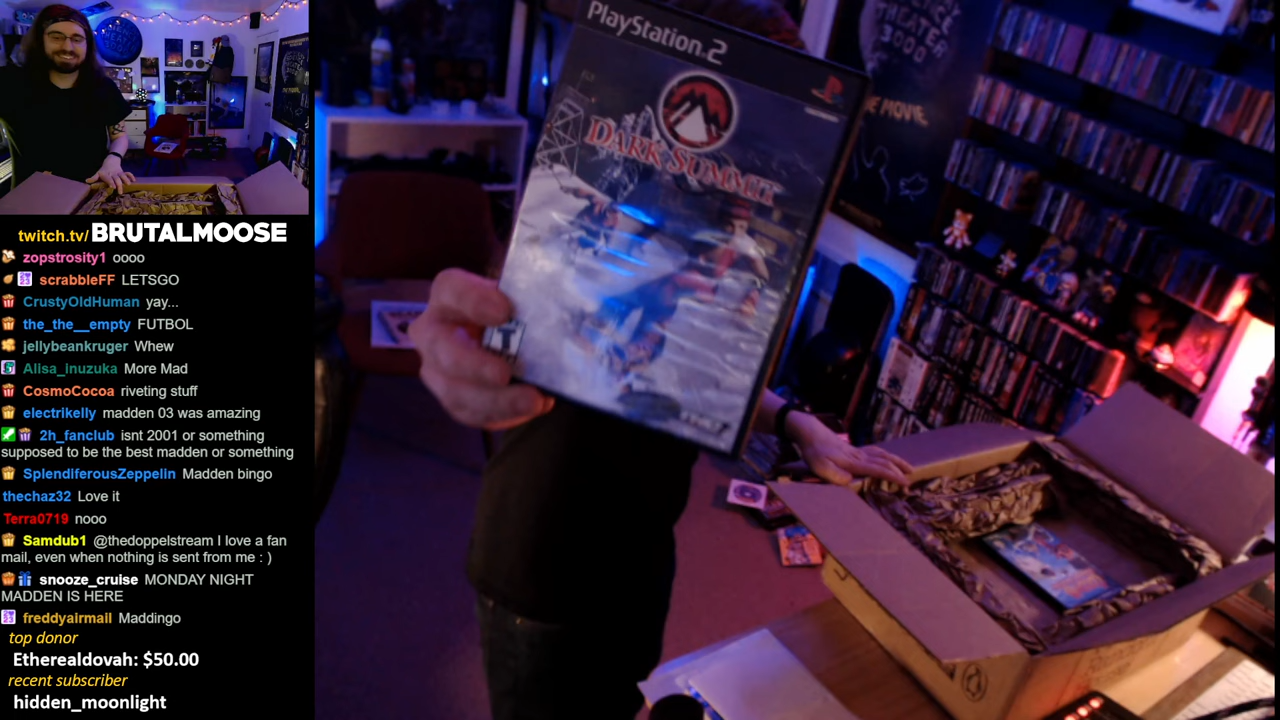 twitch.tv/BRUTALMOOSE
zopstrosity1 oooo
scrabbleFF LETSGO
CrustyOldHuman yay...
the_the__empty FUTBOL
jellybeankruger Whew
Alisa_inuzuka More Mad
CosmoCocoa riveting stuff
electrikelly madden 03 was amazing
2h_fanclub isnt 2001 or something
supposed to be the best madden or something
SplendiferousZeppelin Madden bingo
thechaz32 Love it
Terra0719 nooo
Samdub1 @thedoppelstream I love a fan
mail, even when nothing is sent from me : )
snooze_cruise MONDAY NIGHT
MADDEN IS HERE
freddyairmail Maddingo
top donor
Etherealdovah: $50.00
recent subscriber
hidden_moonlight
PlayStation.2
DARK SUMMIT
T
THEATER
3000
MOVIE